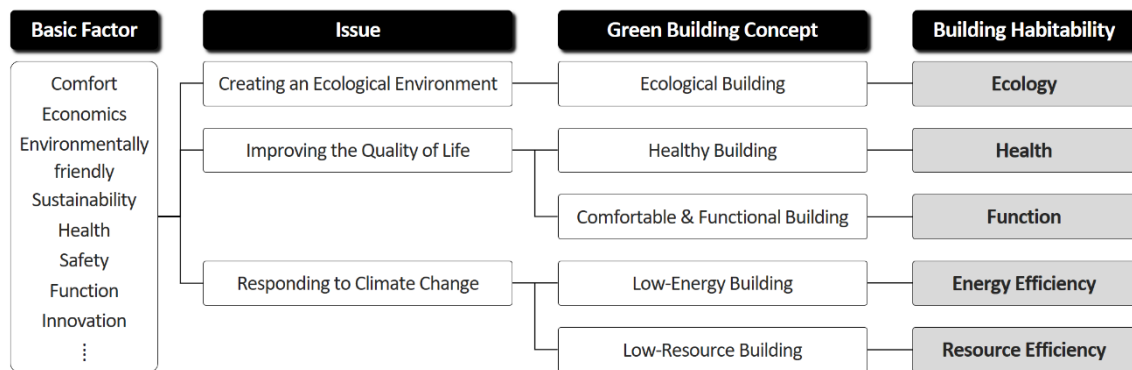 Basic Factor
Issue
Green Building Concept
Building Habitability
Comfort
Economics
Environmentally
friendly
Sustainability
Health
Safety
Function
Innovation
⋮
Creating an Ecological Environment
Improving the Quality of Life
Responding to Climate Change
Ecological Building
Healthy Building
Comfortable & Functional Building
Low-Energy Building
Low-Resource Building
Ecology
Health
Function
Energy Efficiency
Resource Efficiency